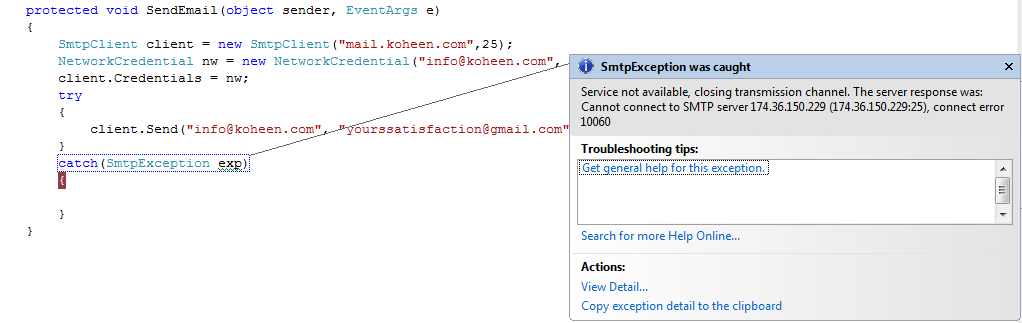 protected void SendEmail(object sender, EventArgs e)
{
SmtpClient client = new SmtpClient("mail.koheen.com",25);
NetworkCredential nw = new NetworkCredential("info@koheen.com",
client.Credentials = nw;
try
{
client.Send("info@koheen.com", "yourssatisfaction@gmail.com"
}
catch(SmtpException exp)
{
}
}
SmtpException was caught
Service not available, closing transmission channel. The server response was:
Cannot connect to SMTP server 174.36.150.229 (174.36.150.229:25), connect error
10060
Troubleshooting tips:
Get general help for this exception.
Search for more Help Online...
Actions:
View Detail...
Copy exception detail to the clipboard